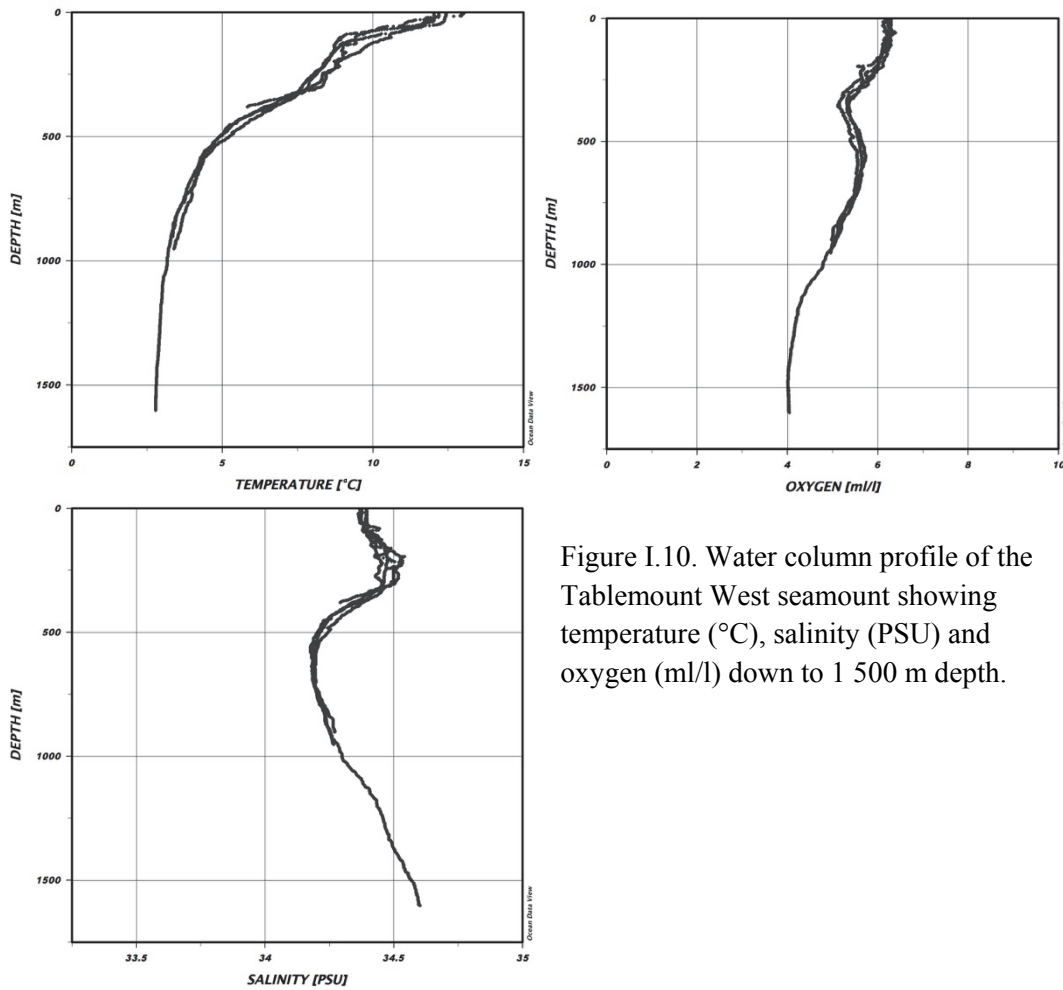 0
500
1000
1500
DEPTH [m]
0
5
10
15
TEMPERATURE [°C]
Ocean Data View
0
500
1000
1500
DEPTH [m]
0
2
4
6
8
10
OXYGEN [ml/l]
0
500
1000
1500
DEPTH [m]
33.5
34
34.5
35
SALINITY [PSU]
Ocean Data View
Figure I.10. Water column profile of the
Tablemount West seamount showing
temperature (°C), salinity (PSU) and
oxygen (ml/l) down to 1 500 m depth.